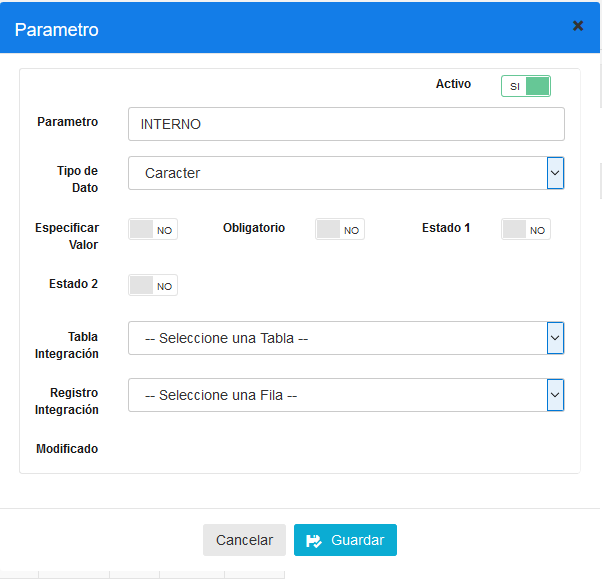 Parametro
Activo SI
Parametro INTERNO
Tipo de
Dato
Caracter
Especificar
Valor
NO
Obligatorio NO
Estado 1 NO
Estado 2 NO
Tabla
Integración
-- Seleccione una Tabla --
Registro
Integración
-- Seleccione una Fila --
Modificado
Cancelar
Guardar